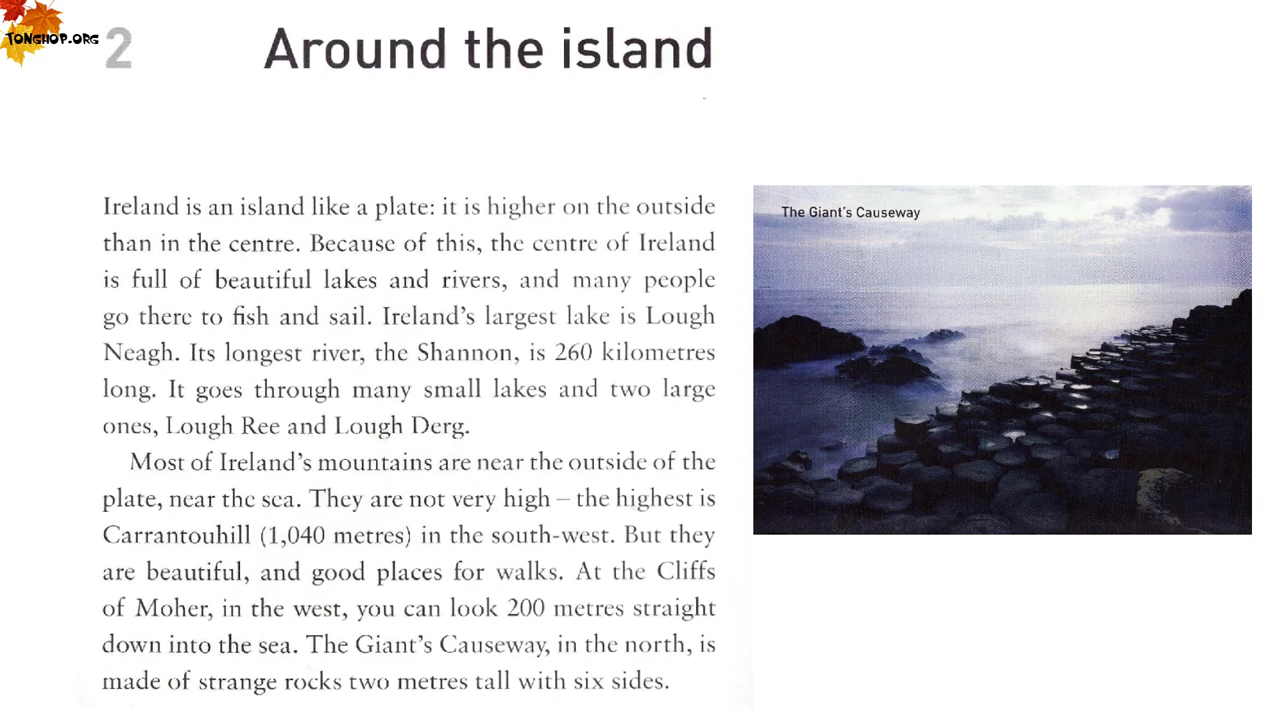 TONGHOP.ORG
2
Around the island
Ireland is an island like a plate: it is higher on the outside
than in the centre. Because of this, the centre of Ireland
is full of beautiful lakes and rivers, and many people
go there to fish and sail. Ireland's largest lake is Lough
Neagh. Its longest river, the Shannon, is 260 kilometres
long. It goes through many small lakes and two large
ones, Lough Ree and Lough Derg.
Most of Ireland's mountains are near the outside of the
plate, near the sea. They are not very high – the highest is
Carrantouhill (1,040 metres) in the south-west. But they
are beautiful, and good places for walks. At the Cliffs
of Moher, in the west, you can look 200 metres straight
down into the sea. The Giant's Causeway, in the north, is
made of strange rocks two metres tall with six sides.
The Giant's Causeway